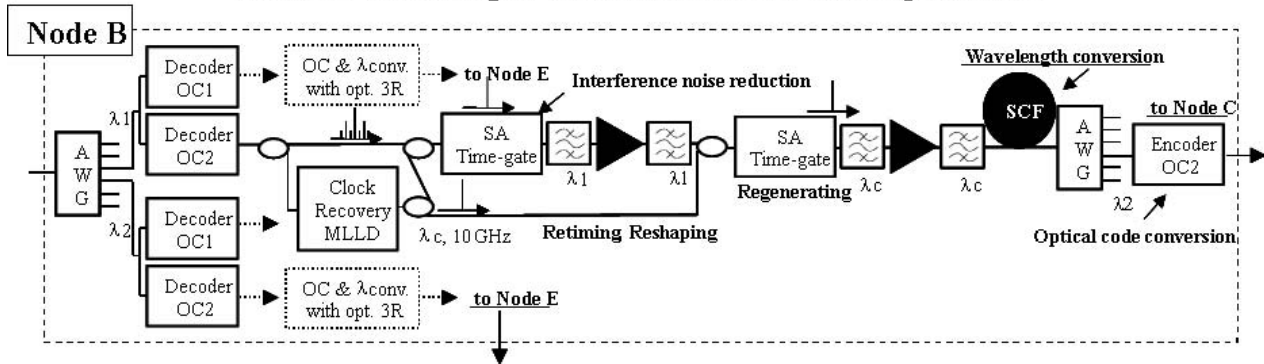 Node B
Decoder
OC1
OC & λconv.
with opt. 3R
to Node E
Interference noise reduction
Wavelength conversion
λ1
Decoder
OC2
SA
Time-gate
λ1
λ1
SA
Time-gate
λc
λc
SCF
to Node C
A
W
G
A
W
G
Encoder
OC2
λ2
Regenerating
Clock
Recovery
MLLD
λc, 10 GHz
Retiming, Reshaping
Optical code conversion
λ2
Decoder
OC1
Decoder
OC2
OC & λconv.
with opt. 3R
to Node E